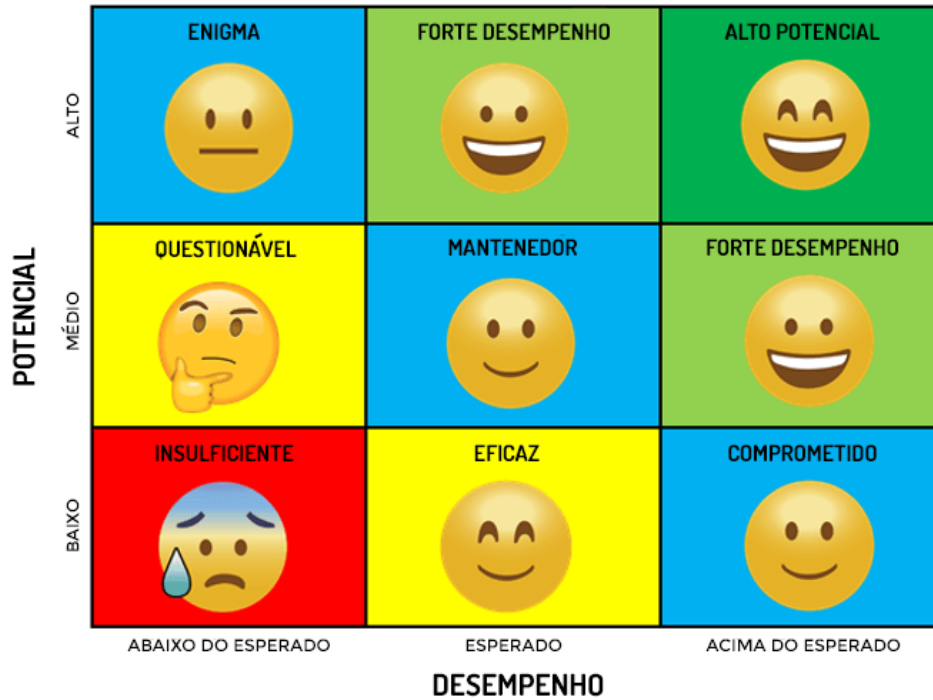 ENIGMA
FORTE DESEMPENHO
ALTO POTENCIAL
ALTO
QUESTIONÁVEL
MANTENEDOR
FORTE DESEMPENHO
POTENCIAL
MÉDIO
INSULFICIENTE
EFICAZ
COMPROMETIDO
BAIXO
ABAIXO DO ESPERADO
ESPERADO
ACIMA DO ESPERADO
DESEMPENHO